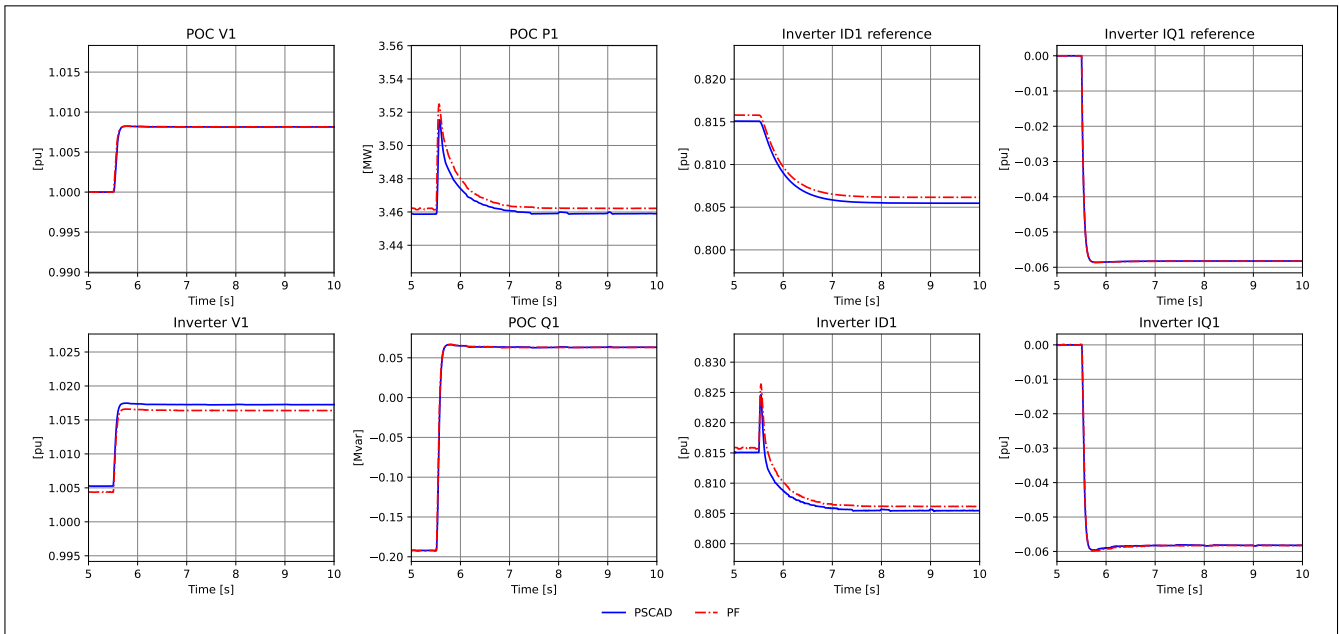 POC V1
1.015
1.010
1.005
1.000
0.995
0.990
[pu]
5 6 7 8 9 10
Time [s]
POC P1
3.56
3.54
3.52
3.50
3.48
3.46
3.44
[MW]
5 6 7 8 9 10
Time [s]
Inverter ID1 reference
0.820
0.815
0.810
0.805
0.800
[pu]
5 6 7 8 9 10
Time [s]
Inverter IQ1 reference
0.00
−0.01
−0.02
−0.03
−0.04
−0.05
−0.06
[pu]
5 6 7 8 9 10
Time [s]
Inverter V1
1.025
1.020
1.015
1.010
1.005
1.000
0.995
[pu]
5 6 7 8 9 10
Time [s]
POC Q1
0.05
0.00
−0.05
−0.10
−0.15
−0.20
[Mvar]
5 6 7 8 9 10
Time [s]
Inverter ID1
0.830
0.825
0.820
0.815
0.810
0.805
0.800
[pu]
5 6 7 8 9 10
Time [s]
Inverter IQ1
0.00
−0.01
−0.02
−0.03
−0.04
−0.05
−0.06
[pu]
5 6 7 8 9 10
Time [s]
PSCAD PF